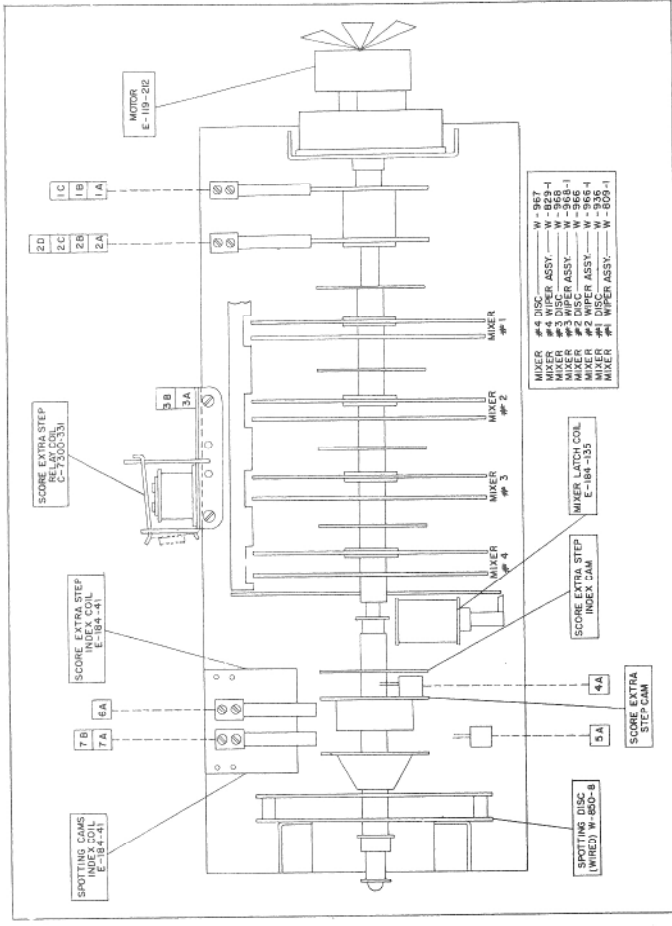 MOTOR
E-119-212
1C
1B
1A
2D
2C
2B
2A
SCORE EXTRA STEP
RELAY COIL
C-7300-331
3B
3A
SCORE EXTRA STEP
INDEX COIL
E-184-41
6A
7B
7A
SPOTTING CAMS
INDEX COIL
E-184-41
MIXER
#1
MIXER
#2
MIXER
#3
MIXER
#4
MIXER #4 DISC W-967
MIXER #4 WIPER ASSY. W-829-1
MIXER #3 DISC W-968
MIXER #3 WIPER ASSY. W-968-1
MIXER #2 DISC W-966
MIXER #2 WIPER ASSY. W-966-1
MIXER #1 DISC W-936
MIXER #1 WIPER ASSY. W-809-1
MIXER LATCH COIL
E-184-135
SCORE EXTRA STEP
INDEX CAM
4A
SCORE EXTRA
STEP CAM
5A
SPOTTING DISC
(WIRED) W-850-8